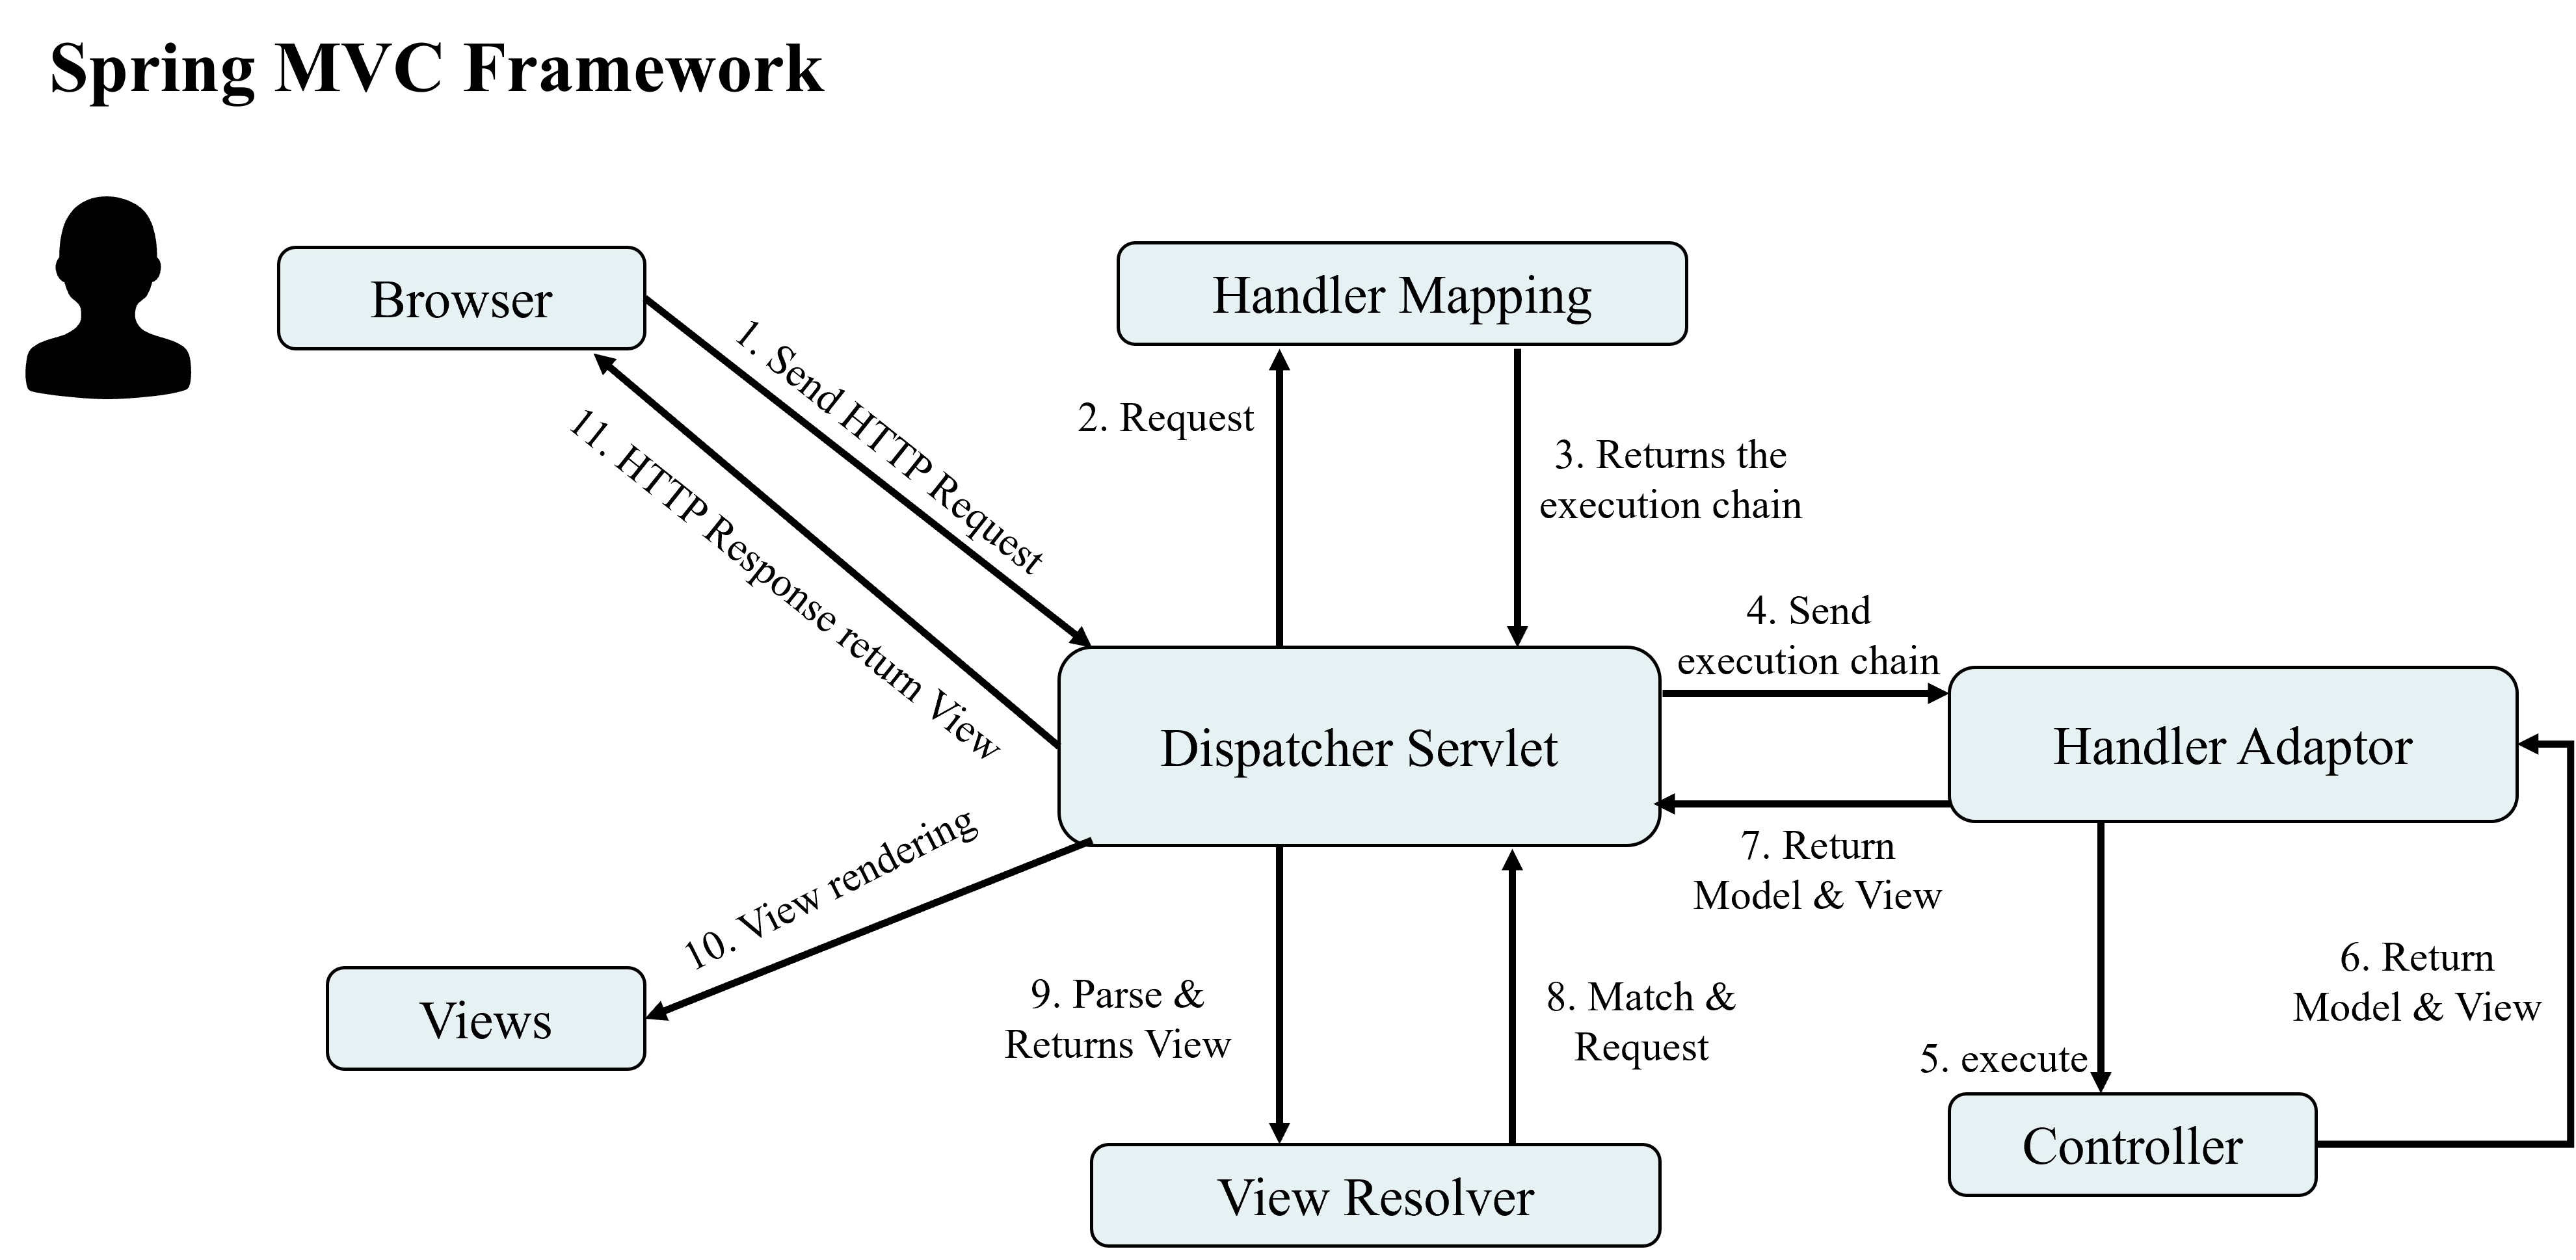 Spring MVC Framework
Browser
Handler Mapping
1. Send HTTP Request
11. HTTP Response return View
2. Request
3. Returns the
execution chain
4. Send
execution chain
Dispatcher Servlet
Handler Adaptor
7. Return
Model & View
10. View rendering
6. Return
Model & View
9. Parse &
Returns View
8. Match &
Request
Views
5. execute
Controller
View Resolver